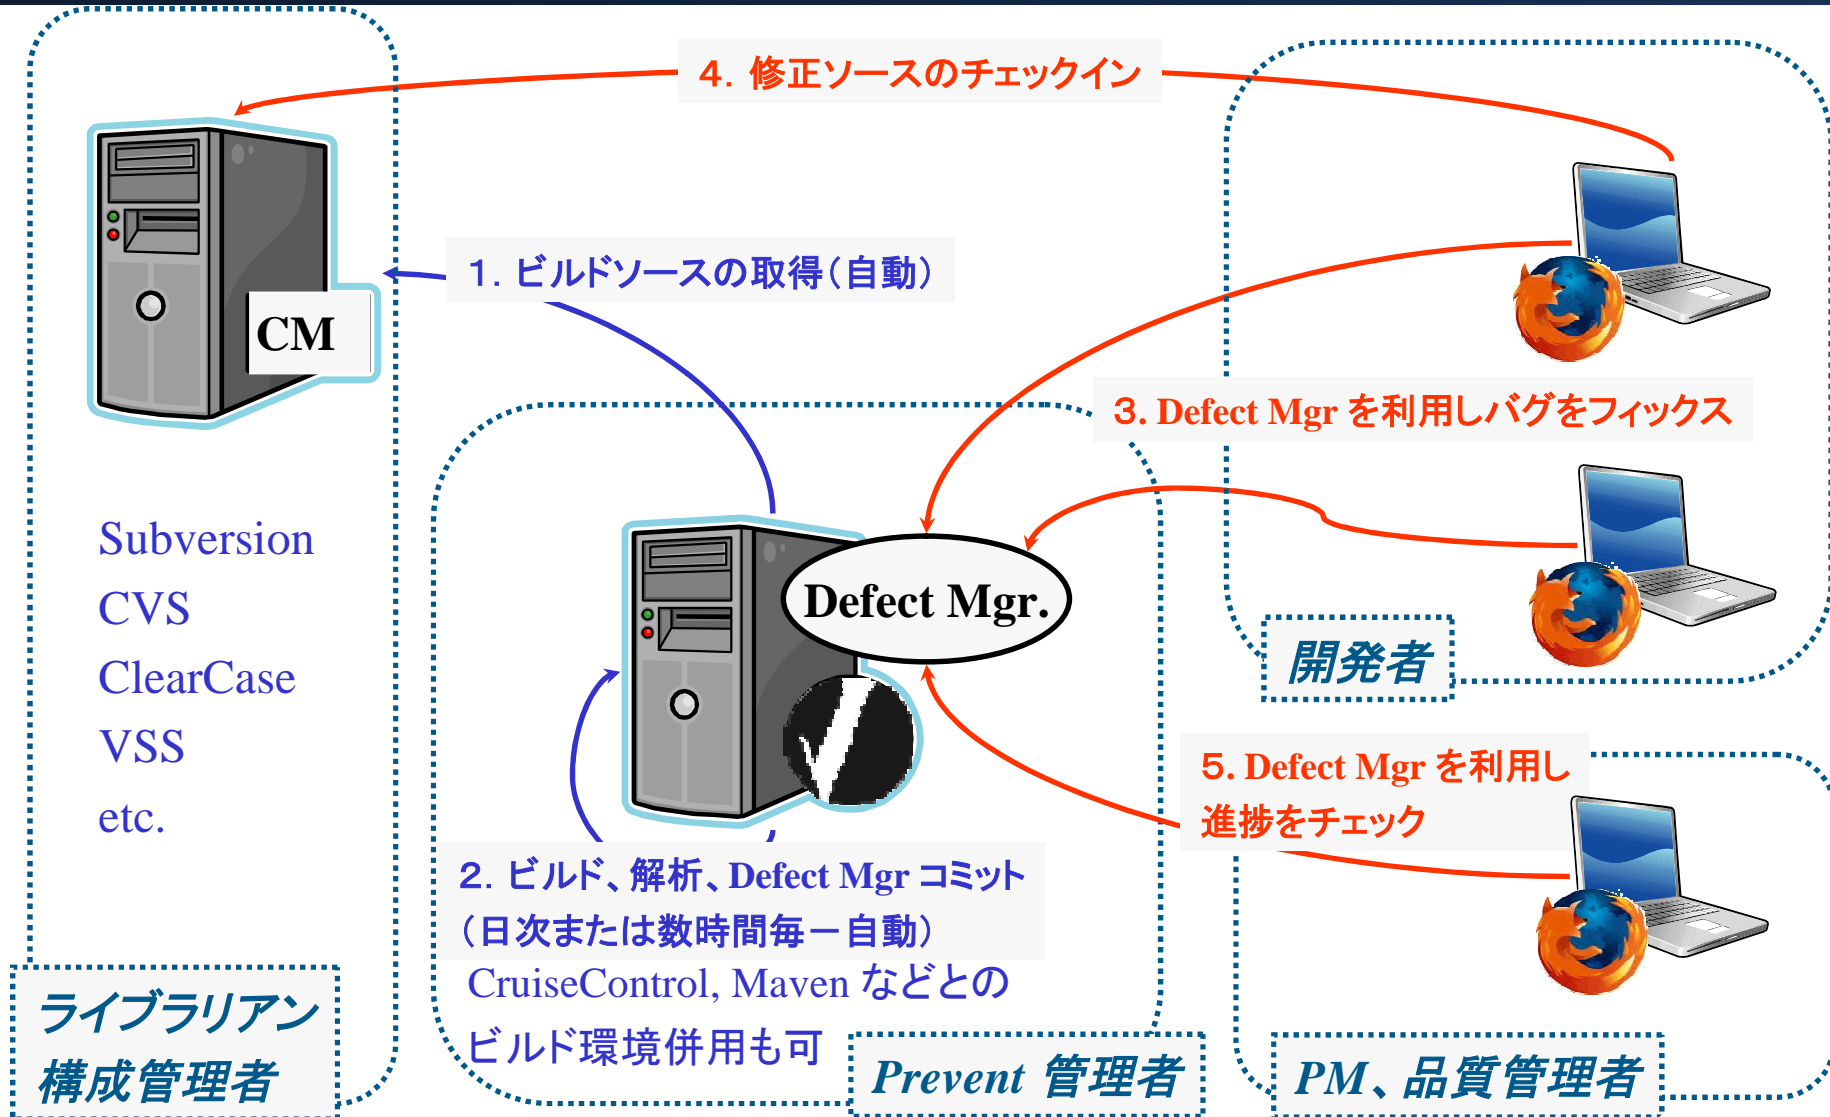 ４．修正ソースのチェックイン
１．ビルドソースの取得（自動）
CM
３. Defect Mgr を利用しバグをフィックス
Subversion
CVS
ClearCase
VSS
etc.
Defect Mgr.
開発者
５. Defect Mgr を利用し
進捗をチェック
２．ビルド、解析、Defect Mgr コミット
（日次または数時間毎－自動）
CruiseControl, Maven などとの
ビルド環境併用も可
ライブラリアン
構成管理者
Prevent 管理者
PM、品質管理者